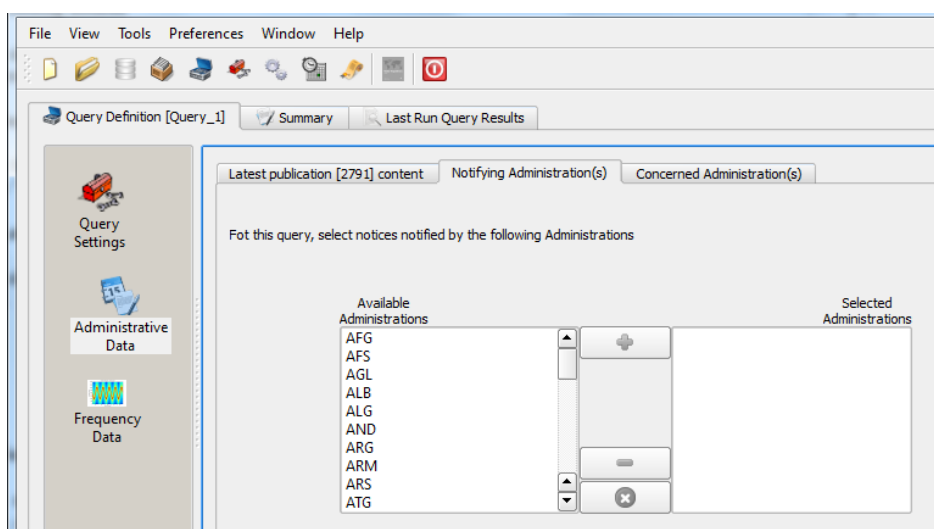 File View Tools Preferences Window Help
Query Definition [Query_1] Summary Last Run Query Results
Latest publication [2791] content Notifying Administration(s) Concerned Administration(s)
Query
Settings
Fot this query, select notices notified by the following Administrations
Administrative
Data
Frequency
Data
Available
Administrations
AFG
AFS
AGL
ALB
ALG
AND
ARG
ARM
ARS
ATG
Selected
Administrations